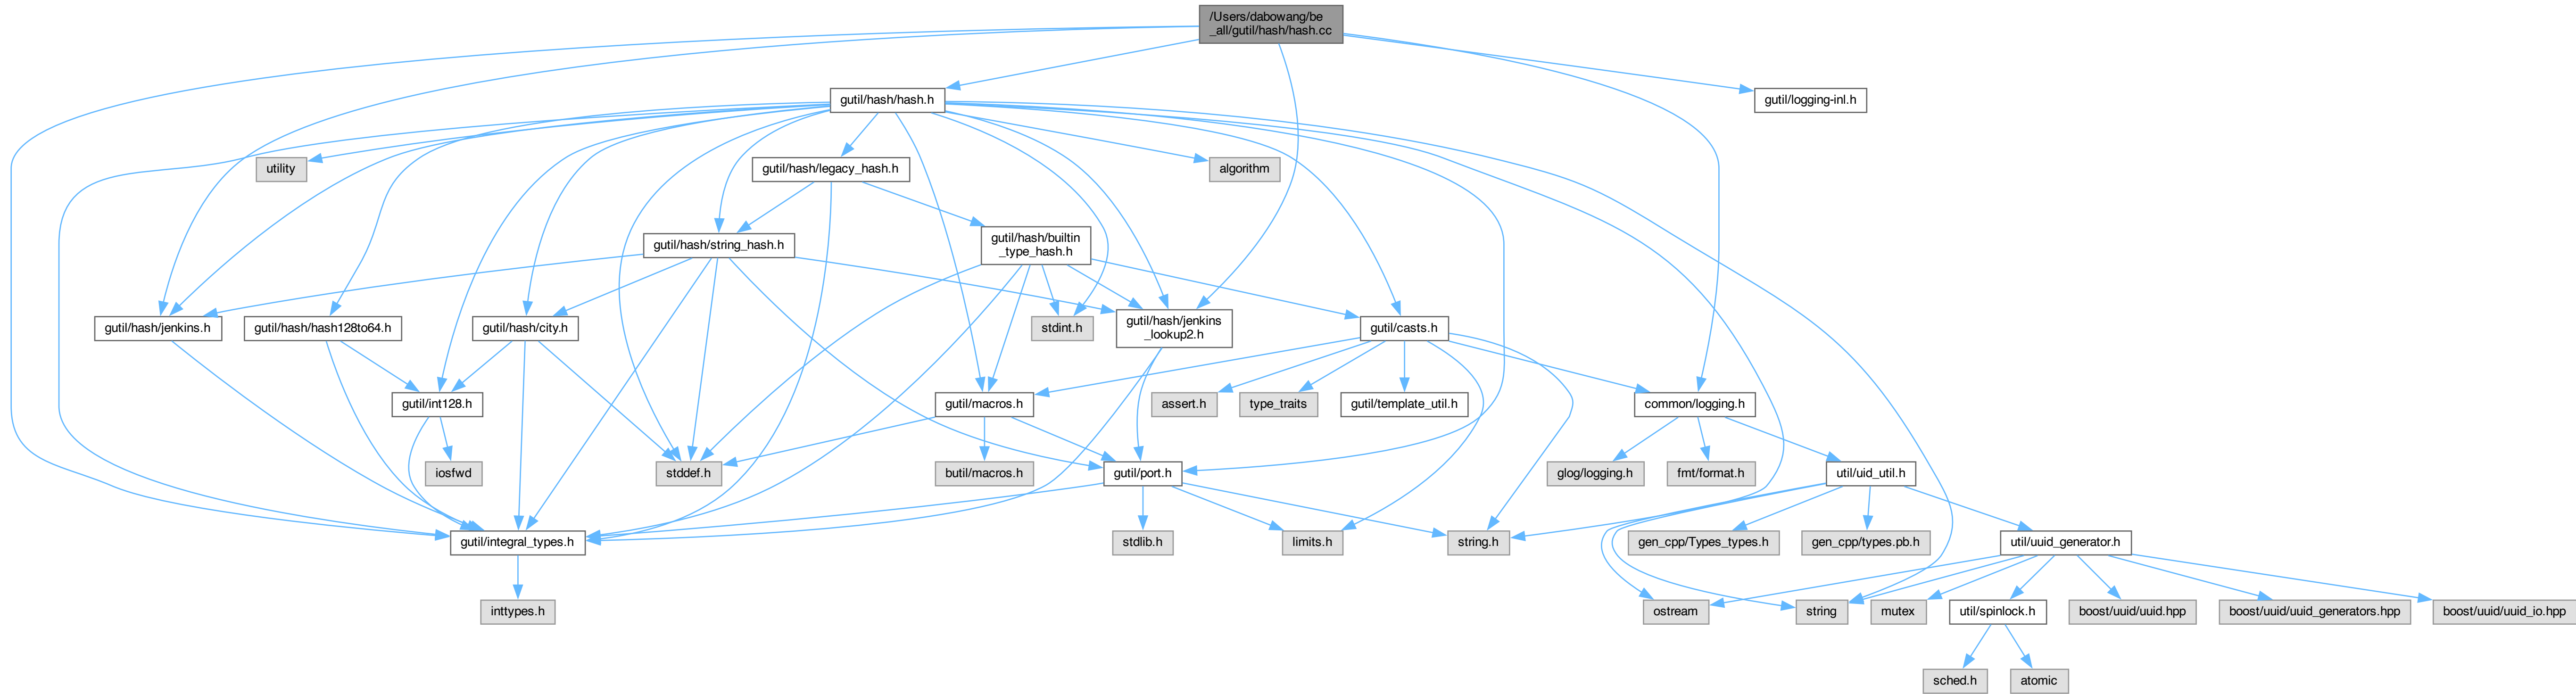 /Users/dabowang/be
_all/gutil/hash/hash.cc
gutil/hash/hash.h
gutil/logging-inl.h
utility
gutil/hash/legacy_hash.h
algorithm
gutil/hash/string_hash.h
gutil/hash/builtin
_type_hash.h
gutil/hash/jenkins.h
gutil/hash/hash128to64.h
gutil/hash/city.h
stdint.h
gutil/hash/jenkins
_lookup2.h
gutil/casts.h
gutil/int128.h
gutil/macros.h
assert.h
type_traits
gutil/template_util.h
common/logging.h
iosfwd
stddef.h
butil/macros.h
gutil/port.h
glog/logging.h
fmt/format.h
util/uid_util.h
gutil/integral_types.h
stdlib.h
limits.h
string.h
gen_cpp/Types_types.h
gen_cpp/types.pb.h
util/uuid_generator.h
inttypes.h
ostream
string
mutex
util/spinlock.h
boost/uuid/uuid.hpp
boost/uuid/uuid_generators.hpp
boost/uuid/uuid_io.hpp
sched.h
atomic